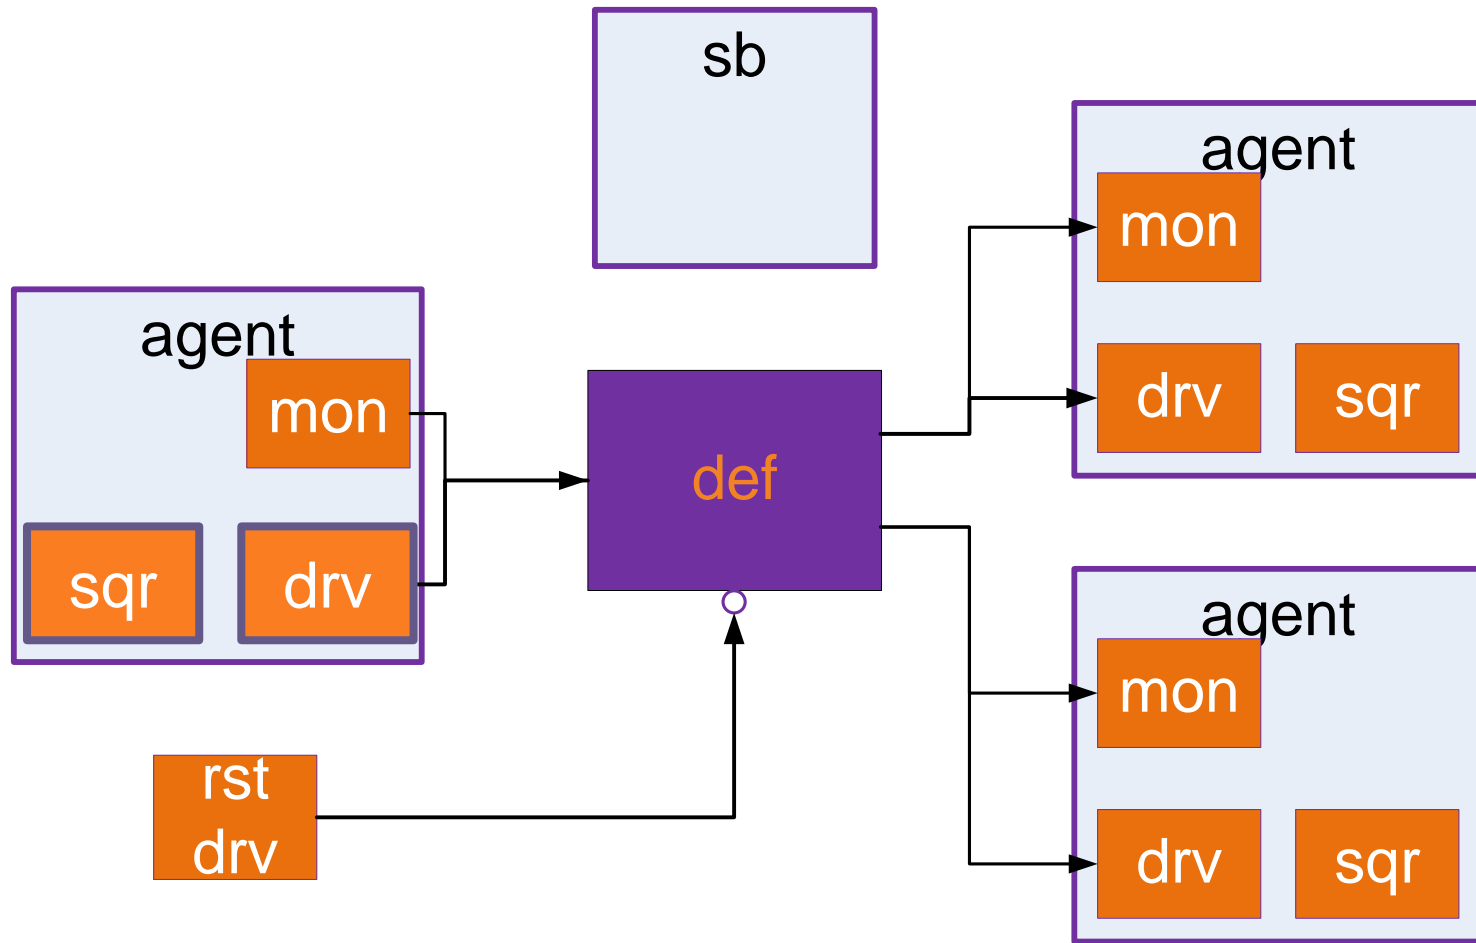 sb
agent
mon
drv sqr
agent
mon
sqr drv
def
agent
mon
drv sqr
rst
drv